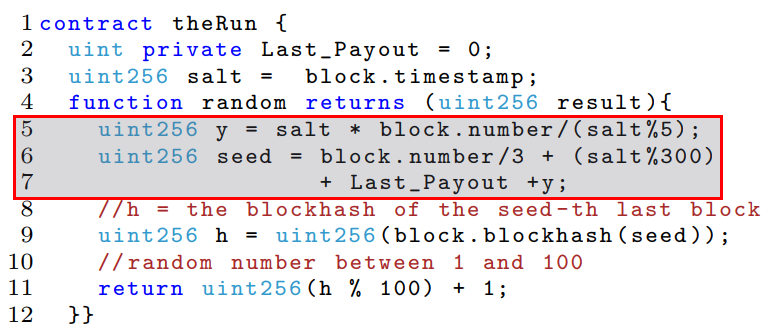 1 contract theRun {
2   uint private Last_Payout = 0;
3   uint256 salt =  block.timestamp;
4   function random returns (uint256 result){
5     uint256 y = salt * block.number/(salt%5);
6     uint256 seed = block.number/3 + (salt%300)
7                    + Last_Payout +y;
8     //h = the blockhash of the seed-th last block
9     uint256 h = uint256(block.blockhash(seed));
10    //random number between 1 and 100
11    return uint256(h % 100) + 1;
12  }}